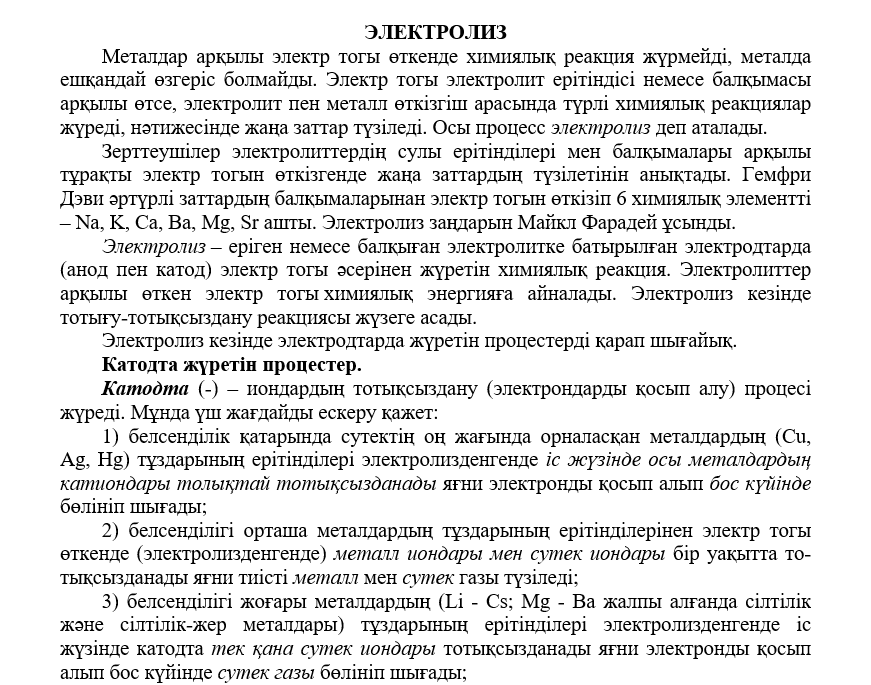 ЭЛЕКТРОЛИЗ
Металдар арқылы электр тогы өткенде химиялық реакция жүрмейді, металда
ешқандай өзгеріс болмайды. Электр тогы электролит ерітіндісі немесе балқымасы
арқылы өтсе, электролит пен металл өткізгіш арасында түрлі химиялық реакциялар
жүреді, нәтижесінде жаңа заттар түзіледі. Осы процесс электролиз деп аталады.
Зерттеушілер электролиттердің сулы ерітінділері мен балқымалары арқылы
тұрақты электр тогын өткізгенде жаңа заттардың түзілетінін анықтады. Гемфри
Дэви әртүрлі заттардың балқымаларынан электр тогын өткізіп 6 химиялық элементті
– Na, K, Ca, Ba, Mg, Sr ашты. Электролиз заңдарын Майкл Фарадей ұсынды.
Электролиз – еріген немесе балқыған электролитке батырылған электродтарда
(анод пен катод) электр тогы әсерінен жүретін химиялық реакция. Электролиттер
арқылы өткен электр тогы химиялық энергияға айналады. Электролиз кезінде
тотығу-тотықсыздану реакциясы жүзеге асады.
Электролиз кезінде электродтарда жүретін процестерді қарап шығайық.
Катодта жүретін процестер.
Катодта (-) – иондардың тотықсыздану (электрондарды қосып алу) процесі
жүреді. Мұнда үш жағдайды ескеру қажет:
1) белсенділік қатарында сутектің оң жағында орналасқан металдардың (Cu,
Ag, Hg) тұздарының ерітінділері электролизденгенде іс жүзінде осы металдардың
катиондары толықтай тотықсызданады яғни электронды қосып алып бос күйінде
бөлініп шығады;
2) белсенділігі орташа металдардың тұздарының ерітінділерінен электр тогы
өткенде (электролизденгенде) металл иондары мен сутек иондары бір уақытта то-
тықсызданады яғни тиісті металл мен сутек газы түзіледі;
3) белсенділігі жоғары металдардың (Li - Cs; Mg - Ba жалпы алғанда сілтілік
және сілтілік-жер металдары) тұздарының ерітінділері электролизденгенде іс
жүзінде катодта тек қана сутек иондары тотықсызданады яғни электронды қосып
алып бос күйінде сутек газы бөлініп шығады;